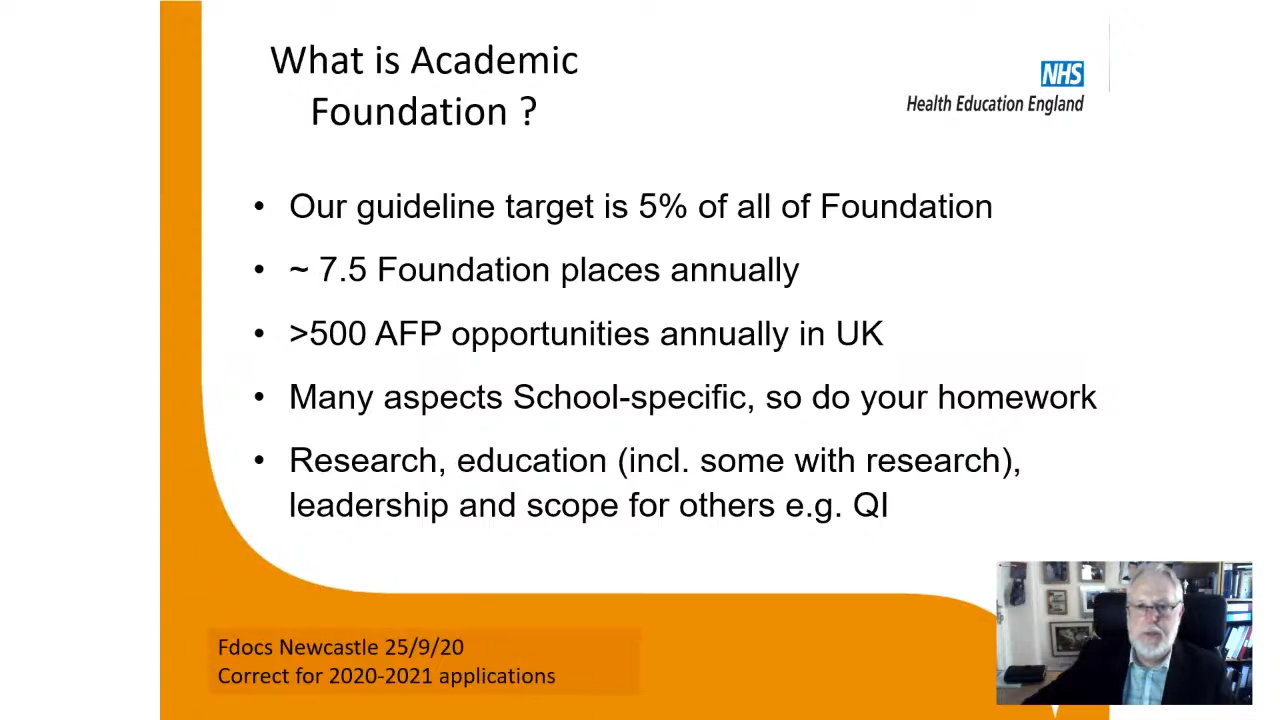 What is Academic
Foundation ?
NHS
Health Education England
• Our guideline target is 5% of all of Foundation
• ~ 7.5 Foundation places annually
• >500 AFP opportunities annually in UK
• Many aspects School-specific, so do your homework
• Research, education (incl. some with research),
leadership and scope for others e.g. QI
Fdocs Newcastle 25/9/20
Correct for 2020-2021 applications